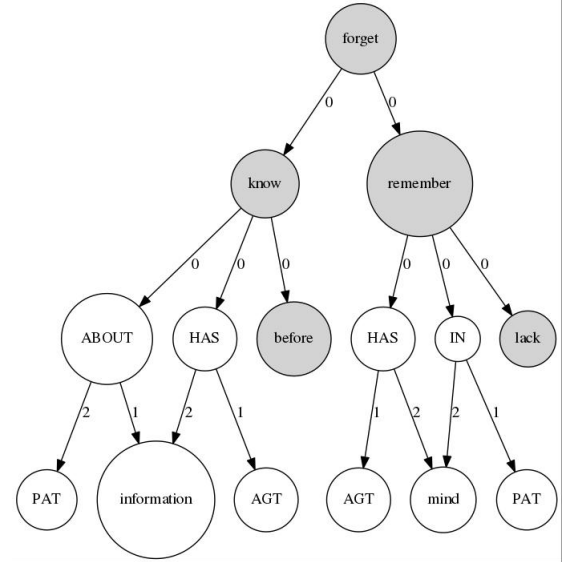 forget
0 0
know remember
0 0 0 0 0 0
ABOUT HAS before HAS IN lack
2 1 2 1 1 2 2 1
PAT information AGT AGT mind PAT